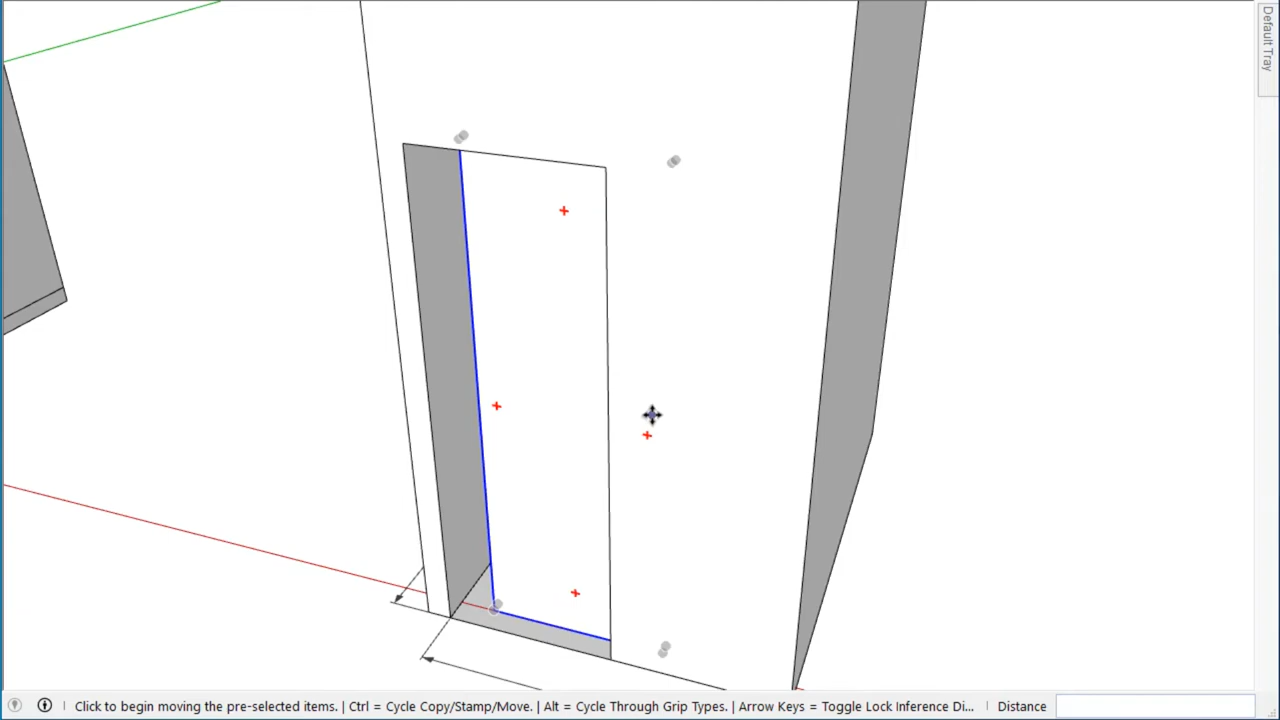 Default Tray
Click to begin moving the pre-selected items. | Ctrl = Cycle Copy/Stamp/Move. | Alt = Cycle Through Grip Types. | Arrow Keys = Toggle Lock Inference Di... Distance